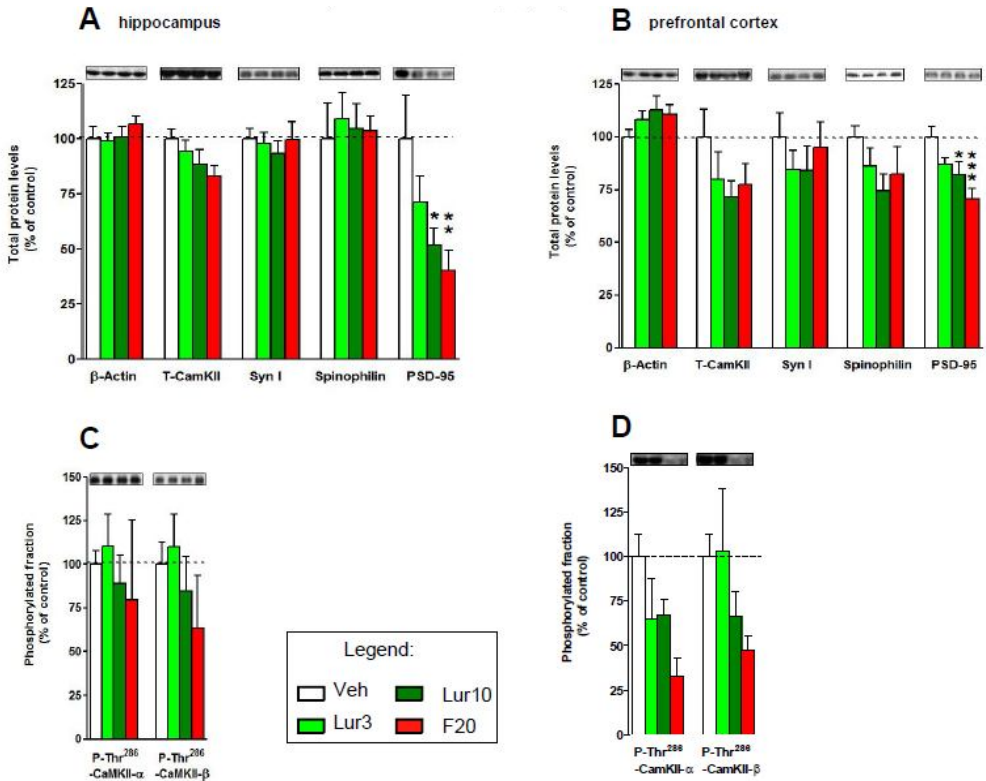 A hippocampus
125
100
75
50
25
0
Total protein levels
(% of control)
*
**
β-Actin T-CamKII Syn I Spinophilin PSD-95
B prefrontal cortex
125
100
75
50
25
0
Total protein levels
(% of control)
*
***
β-Actin T-CamKII Syn I Spinophilin PSD-95
C
150
125
100
75
50
25
0
Phosphorylated fraction
(% of control)
P-Thr²⁸⁶ P-Thr²⁸⁶
-CaMKII-α -CaMKII-β
Legend:
Veh Lur10
Lur3 F20
D
150
125
100
75
50
25
0
Phosphorylated fraction
(% of control)
P-Thr²⁸⁶ P-Thr²⁸⁶
-CamKII-α -CamKII-β